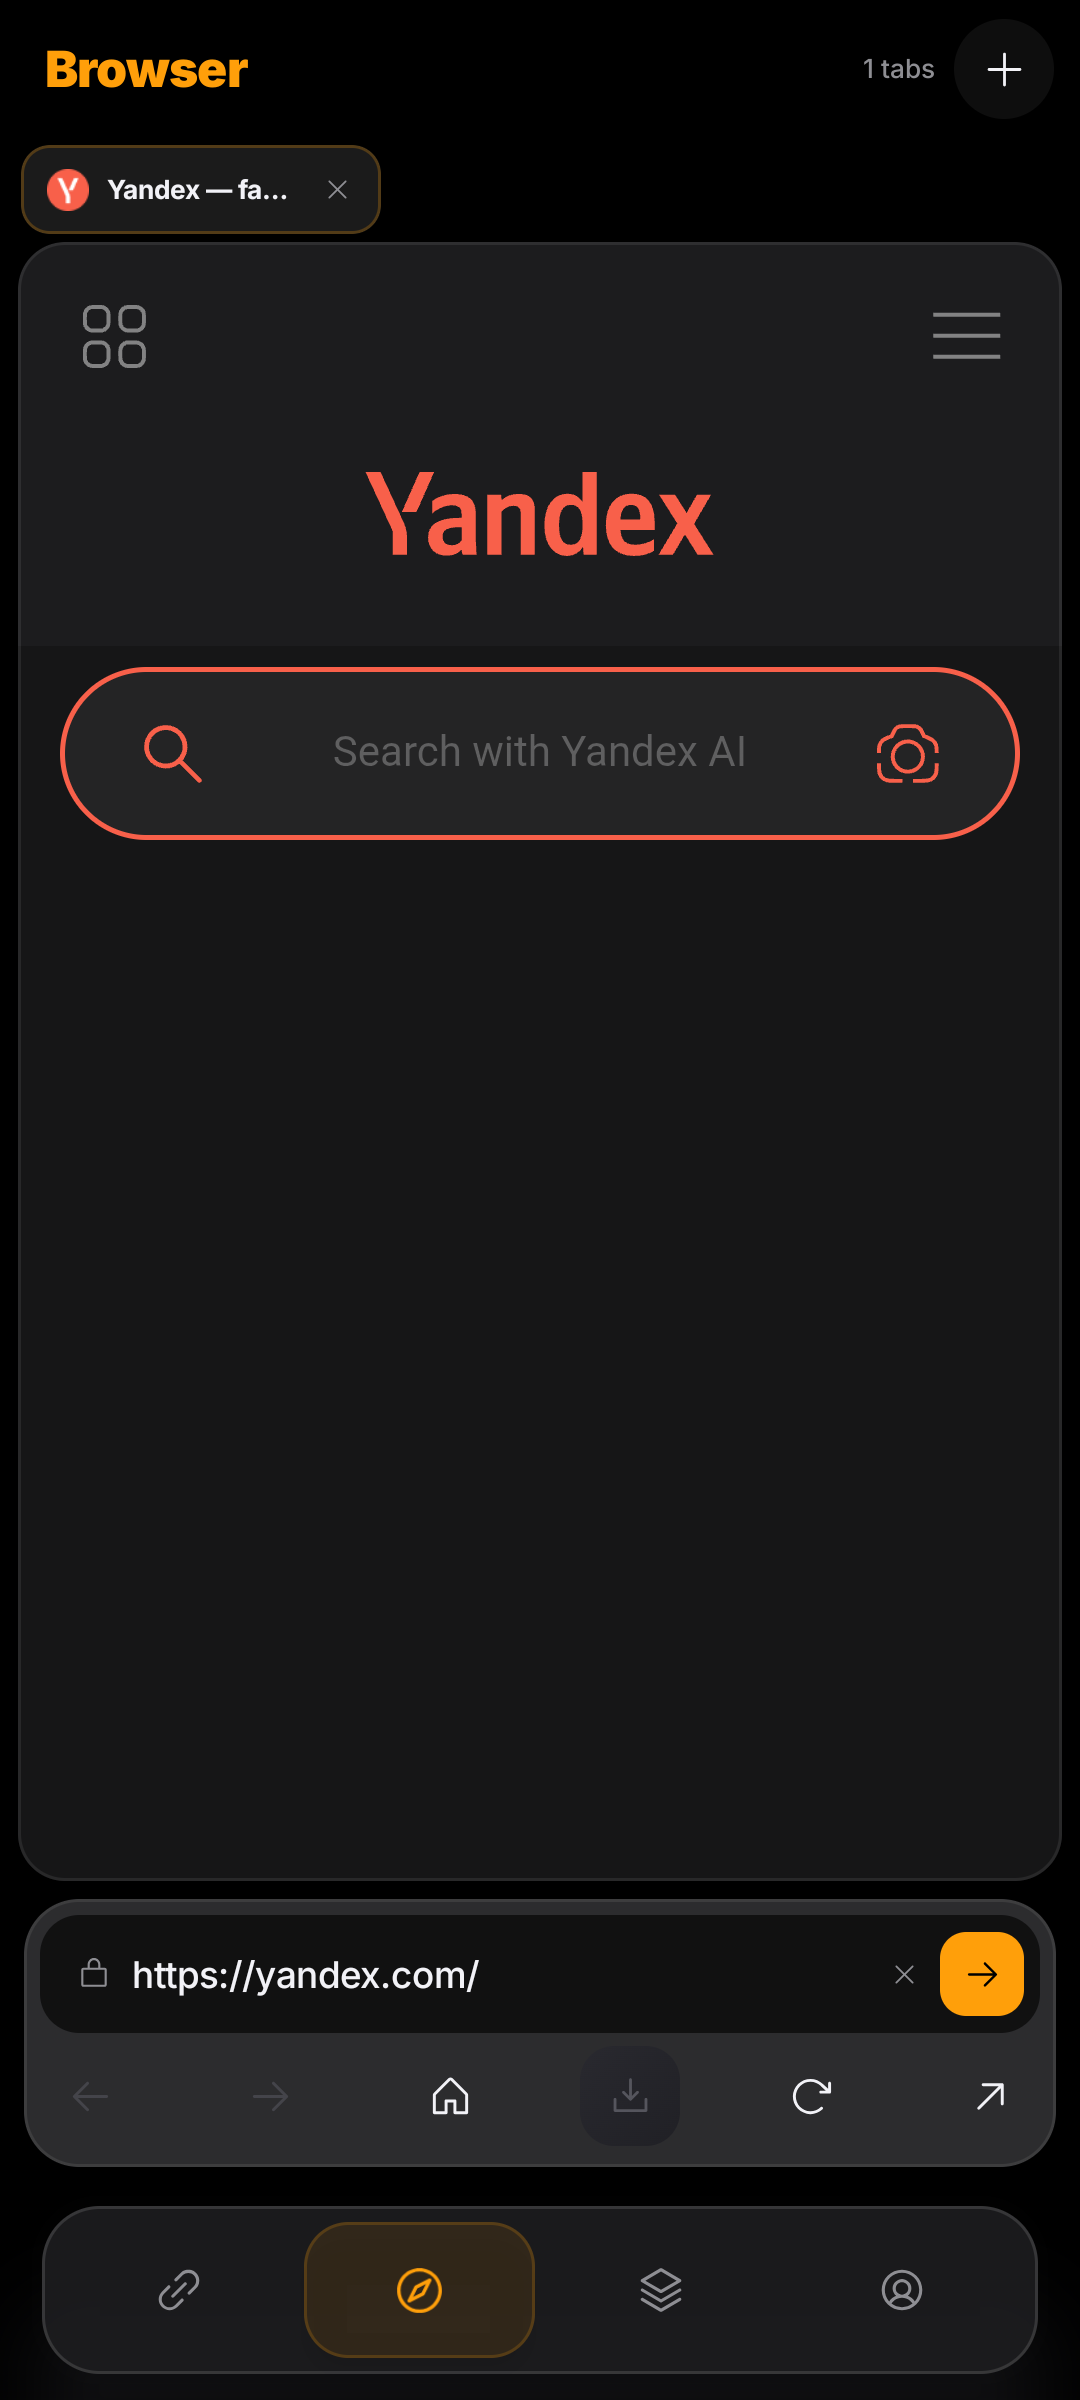 Browser
1 tabs
Yandex — fa...
Yandex
Search with Yandex AI
https://yandex.com/